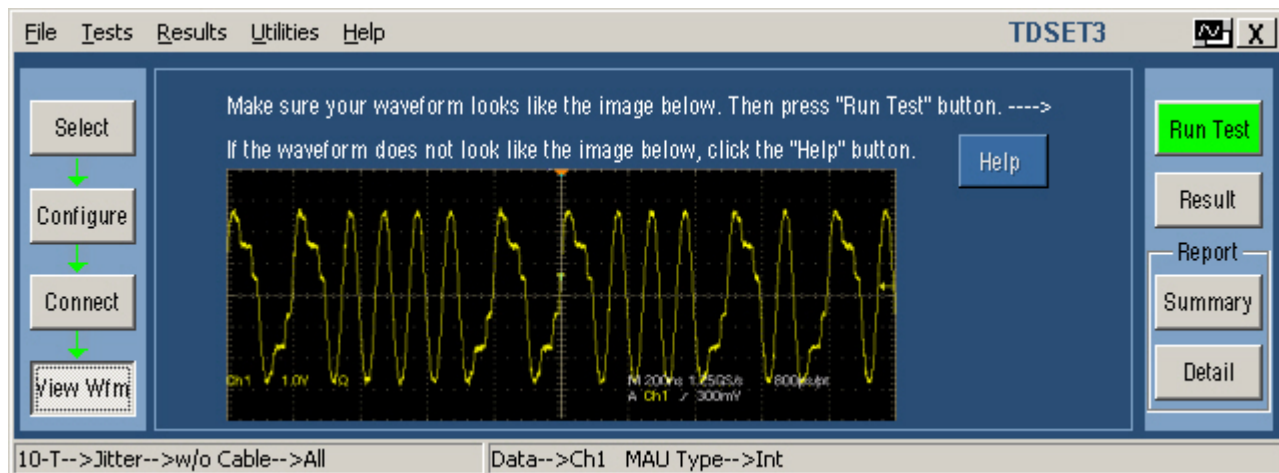 File Tests Results Utilities Help TDSET3 X
Select
Configure
Connect
View Wfm
Make sure your waveform looks like the image below. Then press "Run Test" button. ---->
If the waveform does not look like the image below, click the "Help" button.
Help
Ch1 1.0V Ω
M 200ns 1.25GS/s 800ps/pt
A Ch1 / 300mV
Run Test
Result
Report
Summary
Detail
10-T-->Jitter-->w/o Cable-->All
Data-->Ch1 MAU Type-->Int